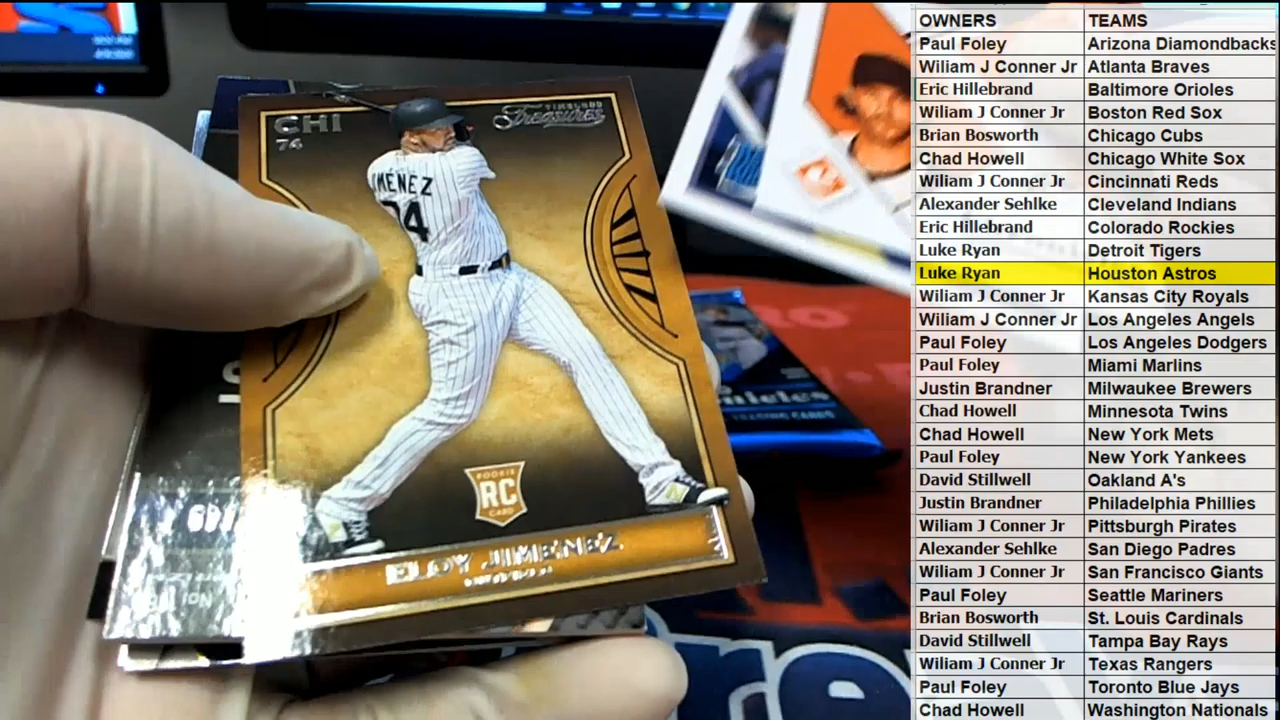 CHI
74
TIMELESS
Treasures
JIMENEZ
74
ROOKIE
RC
CARD
ELOY JIMENEZ
TRADING CARDS
OWNERS TEAMS
Paul Foley Arizona Diamondbacks
Wiliam J Conner Jr Atlanta Braves
Eric Hillebrand Baltimore Orioles
Wiliam J Conner Jr Boston Red Sox
Brian Bosworth Chicago Cubs
Chad Howell Chicago White Sox
Wiliam J Conner Jr Cincinnati Reds
Alexander Sehlke Cleveland Indians
Eric Hillebrand Colorado Rockies
Luke Ryan Detroit Tigers
Luke Ryan Houston Astros
Wiliam J Conner Jr Kansas City Royals
Wiliam J Conner Jr Los Angeles Angels
Paul Foley Los Angeles Dodgers
Paul Foley Miami Marlins
Justin Brandner Milwaukee Brewers
Chad Howell Minnesota Twins
Chad Howell New York Mets
Paul Foley New York Yankees
David Stillwell Oakland A's
Justin Brandner Philadelphia Phillies
Wiliam J Conner Jr Pittsburgh Pirates
Alexander Sehlke San Diego Padres
Wiliam J Conner Jr San Francisco Giants
Paul Foley Seattle Mariners
Brian Bosworth St. Louis Cardinals
David Stillwell Tampa Bay Rays
Wiliam J Conner Jr Texas Rangers
Paul Foley Toronto Blue Jays
Chad Howell Washington Nationals